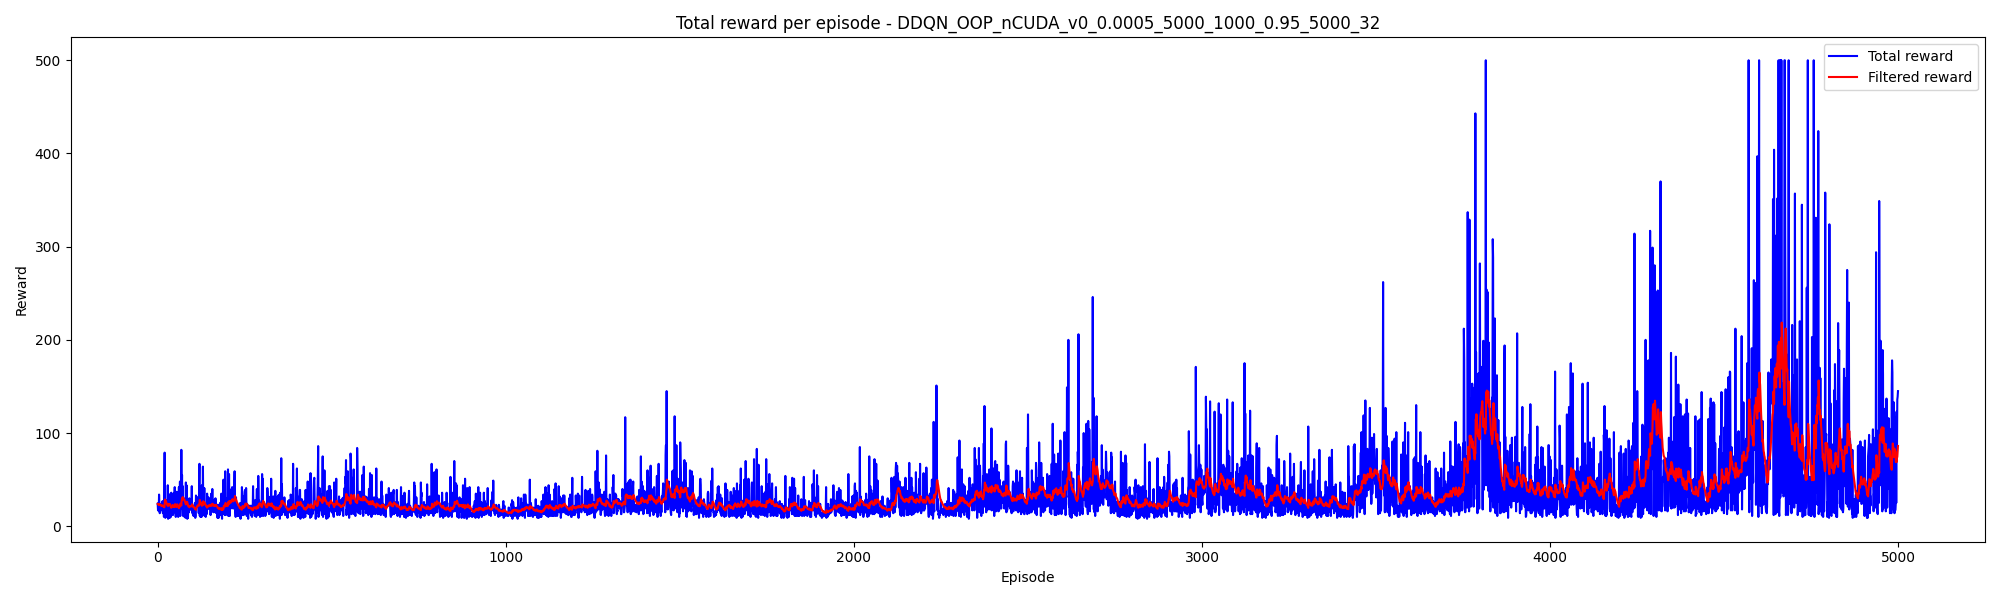 Total reward per episode - DDQN_OOP_nCUDA_v0_0.0005_5000_1000_0.95_5000_32
Total reward
Filtered reward
500
400
300
200
100
0
Reward
0 1000 2000 3000 4000 5000
Episode